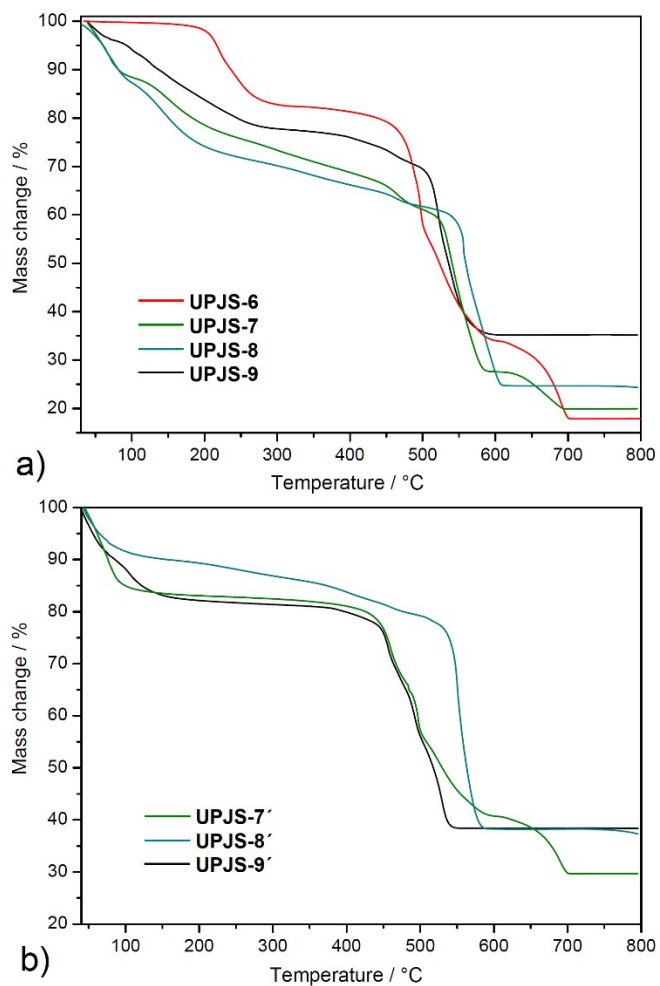 100
90
80
70
60
50
40
30
20
Mass change / %
UPJS-6
UPJS-7
UPJS-8
UPJS-9
100 200 300 400 500 600 700 800
Temperature / °C
a)
100
90
80
70
60
50
40
30
20
Mass change / %
UPJS-7´
UPJS-8´
UPJS-9´
100 200 300 400 500 600 700 800
Temperature / °C
b)